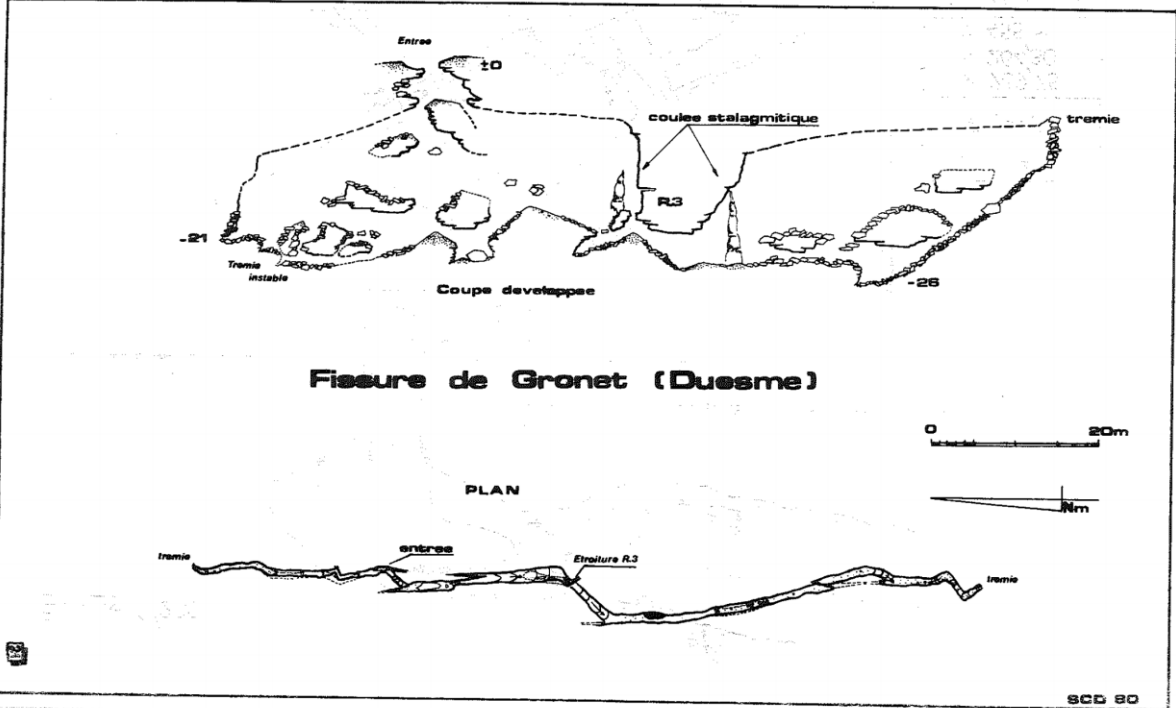 Entree
±0
coulee stalagmitique
tremie
R.3
-21
Tremie
instable
-26
Coupe developpee
Fissure de Gronet (Duesme)
0 20m
PLAN
Nm
tremie
entree
Etroiture R.3
tremie
SCD 80